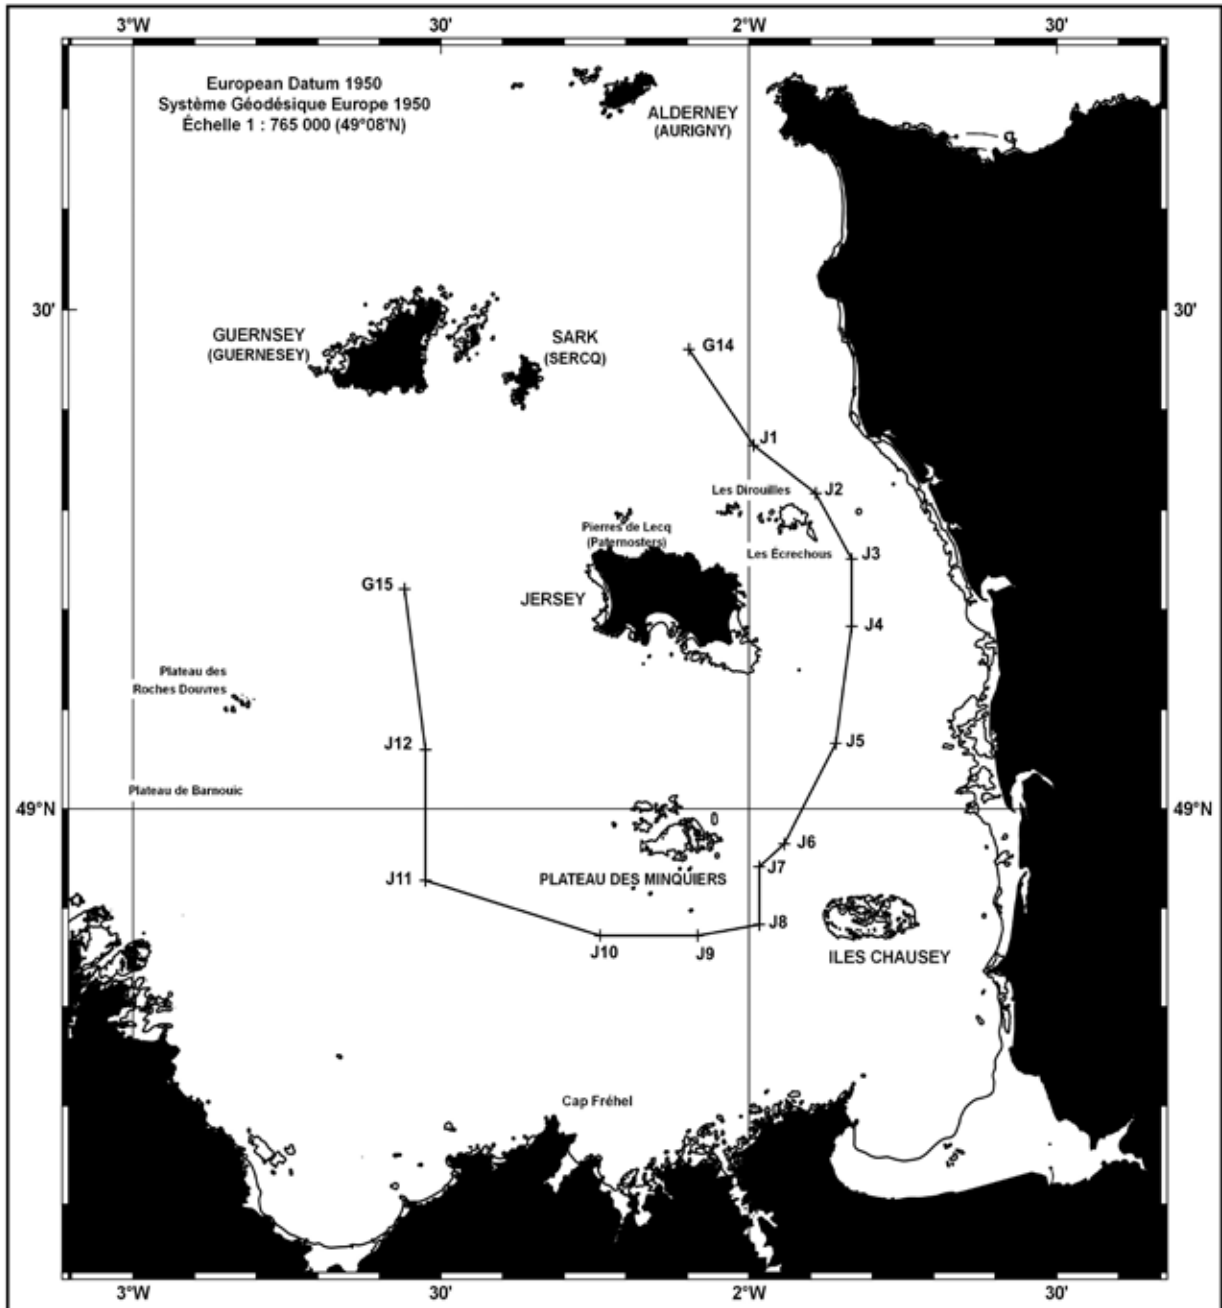 3°W
30'
2°W
30'
European Datum 1950
Système Géodésique Europe 1950
Échelle 1 : 765 000 (49°08'N)
ALDERNEY
(AURIGNY)
30'
30'
GUERNSEY
(GUERNESEY)
SARK
(SERCQ)
G14
J1
J2
Les Dirouilles
Pierres de Lecq
(Paternosters)
Les Écrechous
J3
G15
JERSEY
J4
Plateau des
Roches Douvres
J12
J5
Plateau de Barnouic
49°N
49°N
J6
J7
J11
PLATEAU DES MINQUIERS
J8
J10
J9
ILES CHAUSEY
Cap Fréhel
3°W
30'
2°W
30'